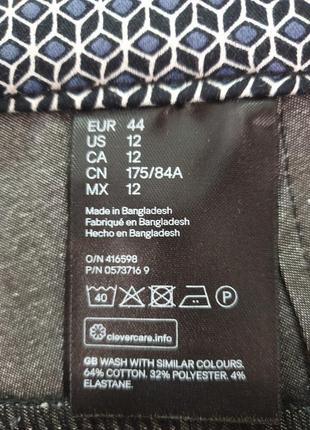 EUR 44
US 12
CA 12
CN 175/84A
MX 12
Made in Bangladesh
Fabriqué en Bangladesh
Hecho en Bangladesh
O/N 416598
P/N 0573716 9
40 P
clevercare.info
GB WASH WITH SIMILAR COLOURS.
64% COTTON. 32% POLYESTER. 4%
ELASTANE.